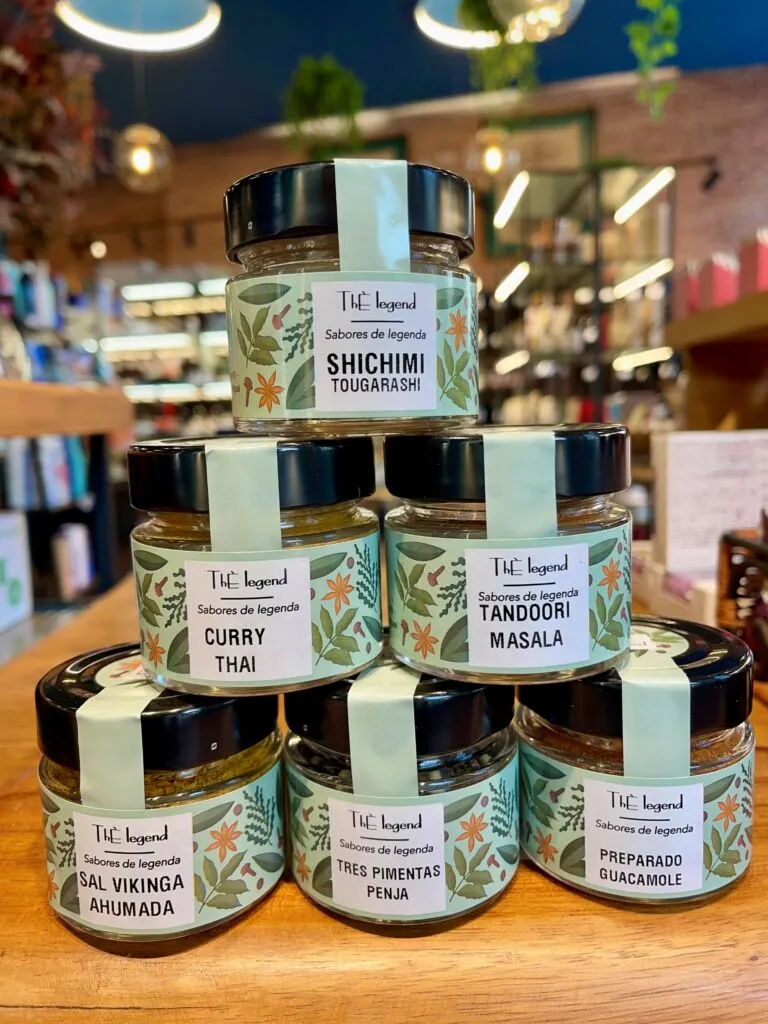 ThÈ legend
Sabores de legenda
SHICHIMI
TOUGARASHI
ThÈ legend
Sabores de legenda
CURRY
THAI
ThÈ legend
Sabores de legenda
TANDOORI
MASALA
ThÈ legend
Sabores de legenda
SAL VIKINGA
AHUMADA
ThÈ legend
Sabores de legenda
TRES PIMENTAS
PENJA
ThÈ legend
Sabores de legenda
PREPARADO
GUACAMOLE